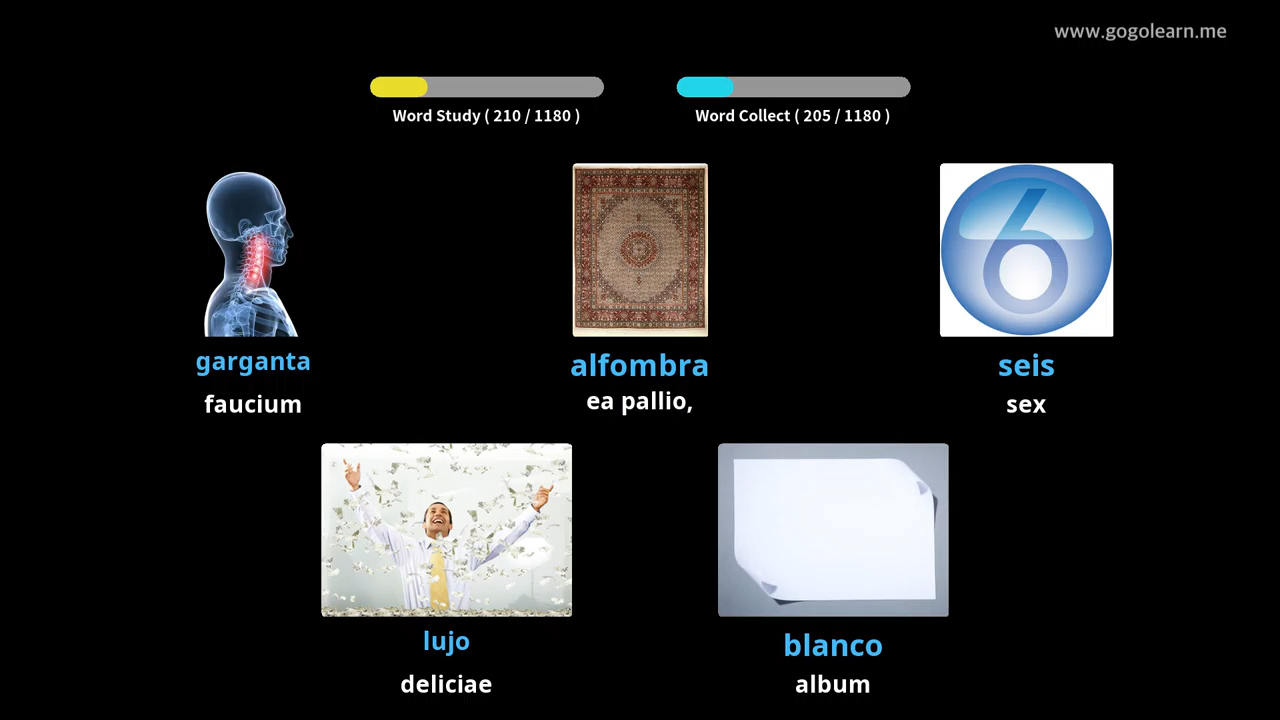 www.gogolearn.me
Word Study ( 210 / 1180 )
Word Collect ( 205 / 1180 )
6
garganta
alfombra
seis
faucium
ea pallio,
sex
lujo
blanco
deliciae
album